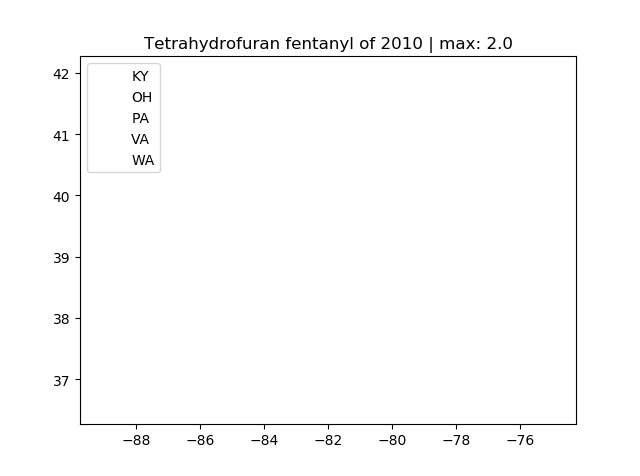 Tetrahydrofuran fentanyl of 2010 | max: 2.0
42
41
40
39
38
37
KY
OH
PA
VA
WA
−88 −86 −84 −82 −80 −78 −76